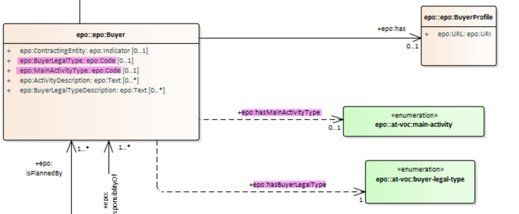 epo::epo:Buyer
+ epo:ContractingEntity: epo:Indicator [0..1]
+ epo:BuyerLegalType: epo:Code [0..1]
+ epo:MainActivityType: epo:Code [0..1]
+ epo:ActivityDescription: epo:Text [0..*]
+ epo:BuyerLegalTypeDescription: epo:Text [0..*]
+epo:has
0..1
epo::epo:BuyerProfile
+ epo:URL: epo:URI
+epo:hasMainActivityType
0..1
«enumeration»
epo::at-voc:main-activity
+epo:hasBuyerLegalType
1
«enumeration»
epo::at-voc:buyer-legal-type
+epo:
isPlannedBy
1..*
1..*
+epo:
sponsibilityOf